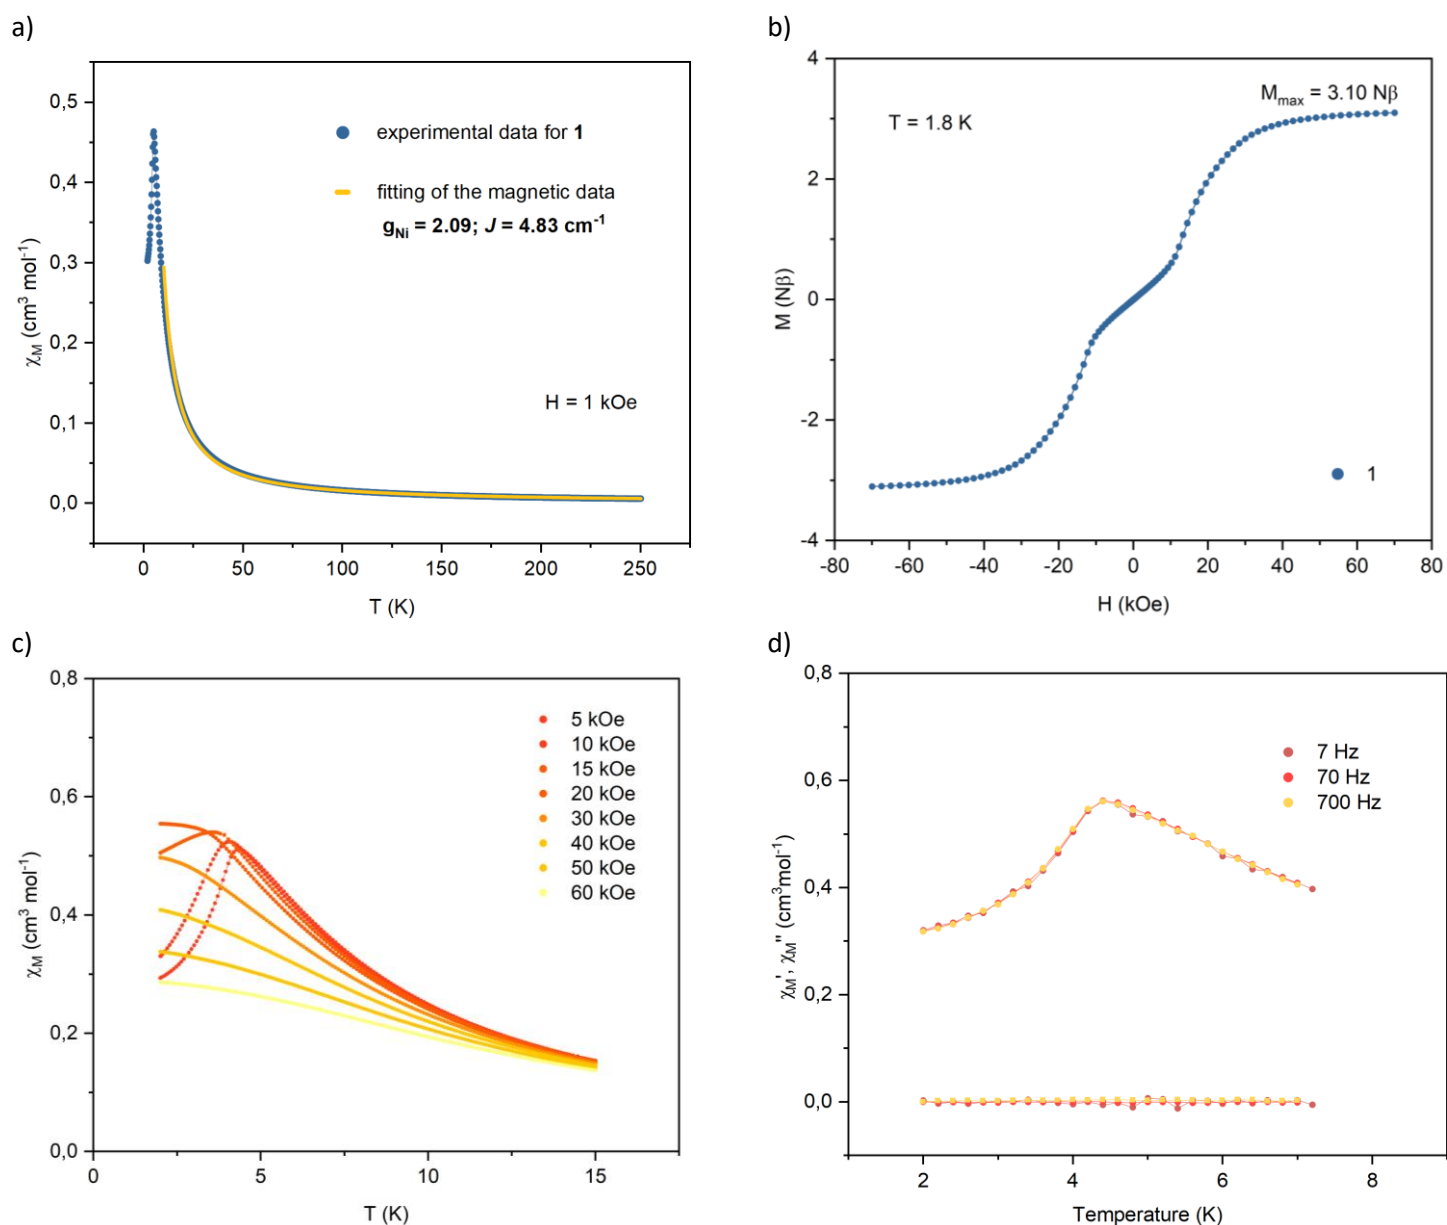 a)
0,5
0,4
0,3
0,2
0,1
0,0
χM (cm³ mol⁻¹)
experimental data for 1
fitting of the magnetic data
gNi = 2.09; J = 4.83 cm⁻¹
H = 1 kOe
0 50 100 150 200 250
T (K)
b)
4
2
0
-2
-4
M (Nβ)
Mmax = 3.10 Nβ
T = 1.8 K
1
-80 -60 -40 -20 0 20 40 60 80
H (kOe)
c)
0,8
0,6
0,4
0,2
0,0
χM (cm³ mol⁻¹)
5 kOe
10 kOe
15 kOe
20 kOe
30 kOe
40 kOe
50 kOe
60 kOe
0 5 10 15
T (K)
d)
0,8
0,6
0,4
0,2
0,0
χM', χM'' (cm³mol⁻¹)
7 Hz
70 Hz
700 Hz
2 4 6 8
Temperature (K)